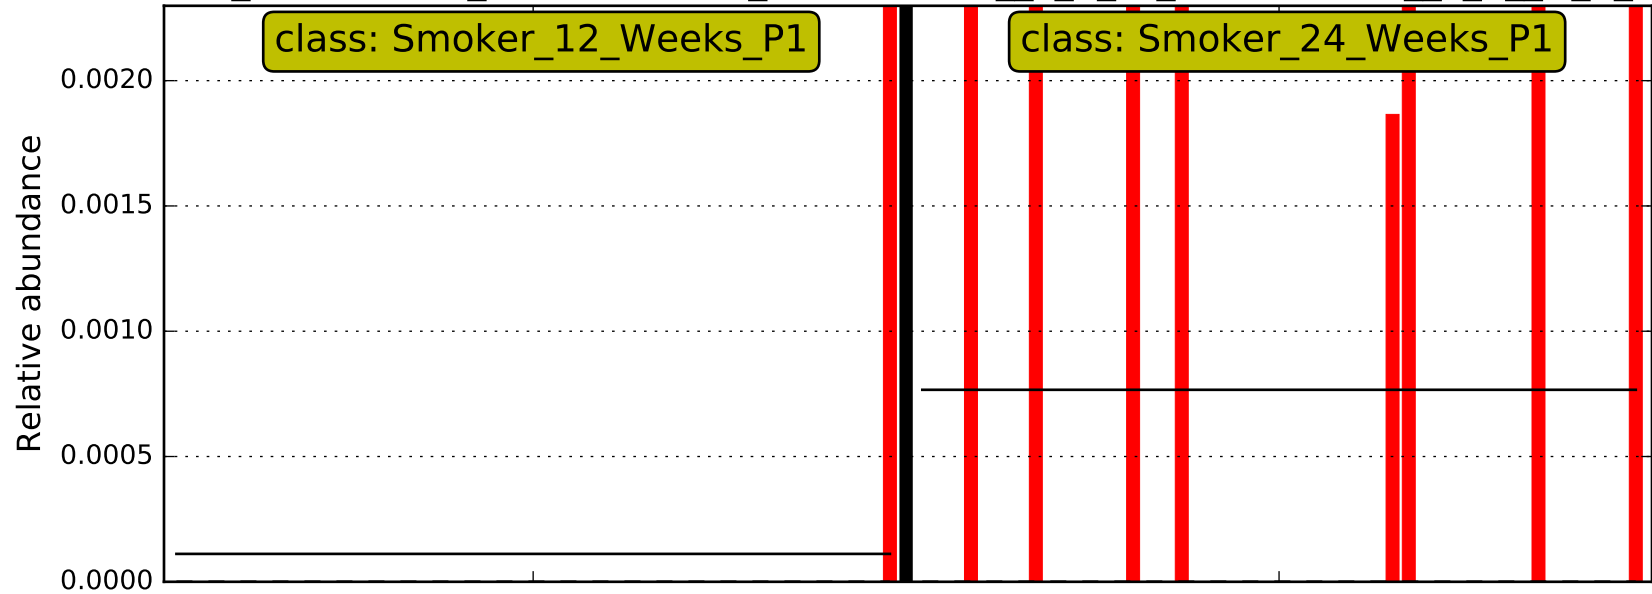 class: Smoker_12_Weeks_P1
class: Smoker_24_Weeks_P1
Relative abundance
0.0020
0.0015
0.0010
0.0005
0.0000